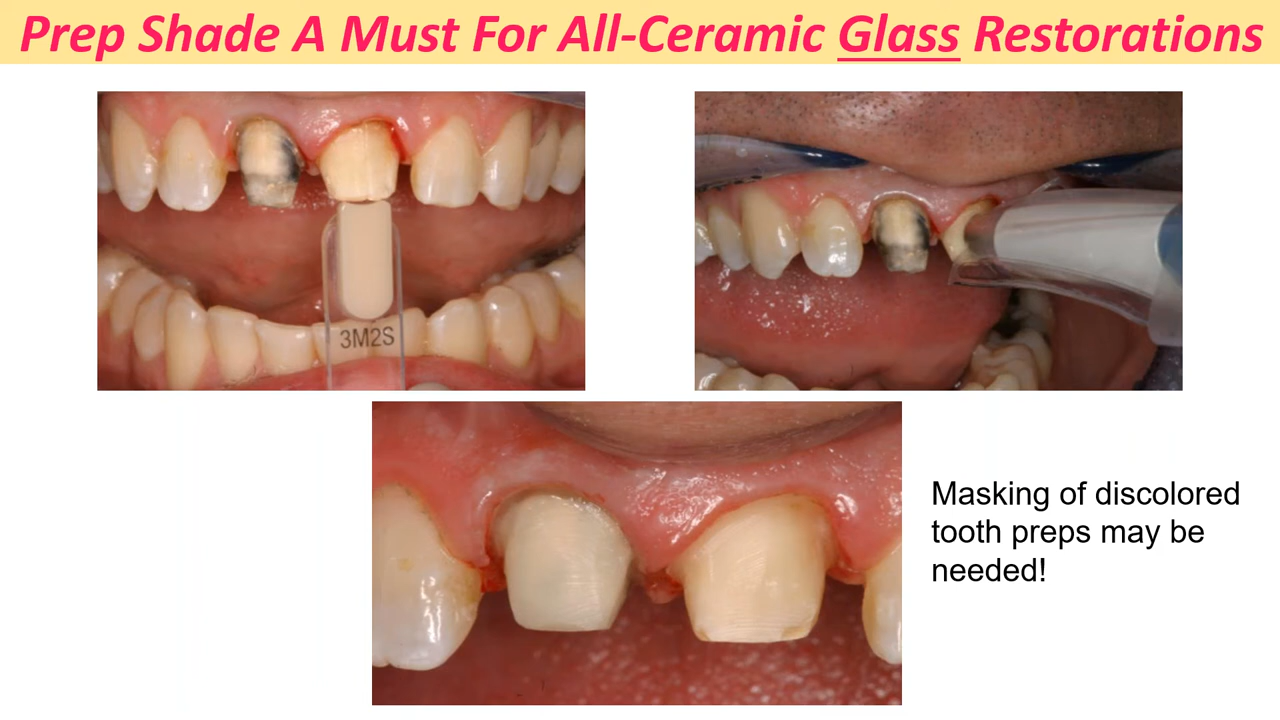 Prep Shade A Must For All-Ceramic Glass Restorations
3M2S
Masking of discolored
tooth preps may be
needed!